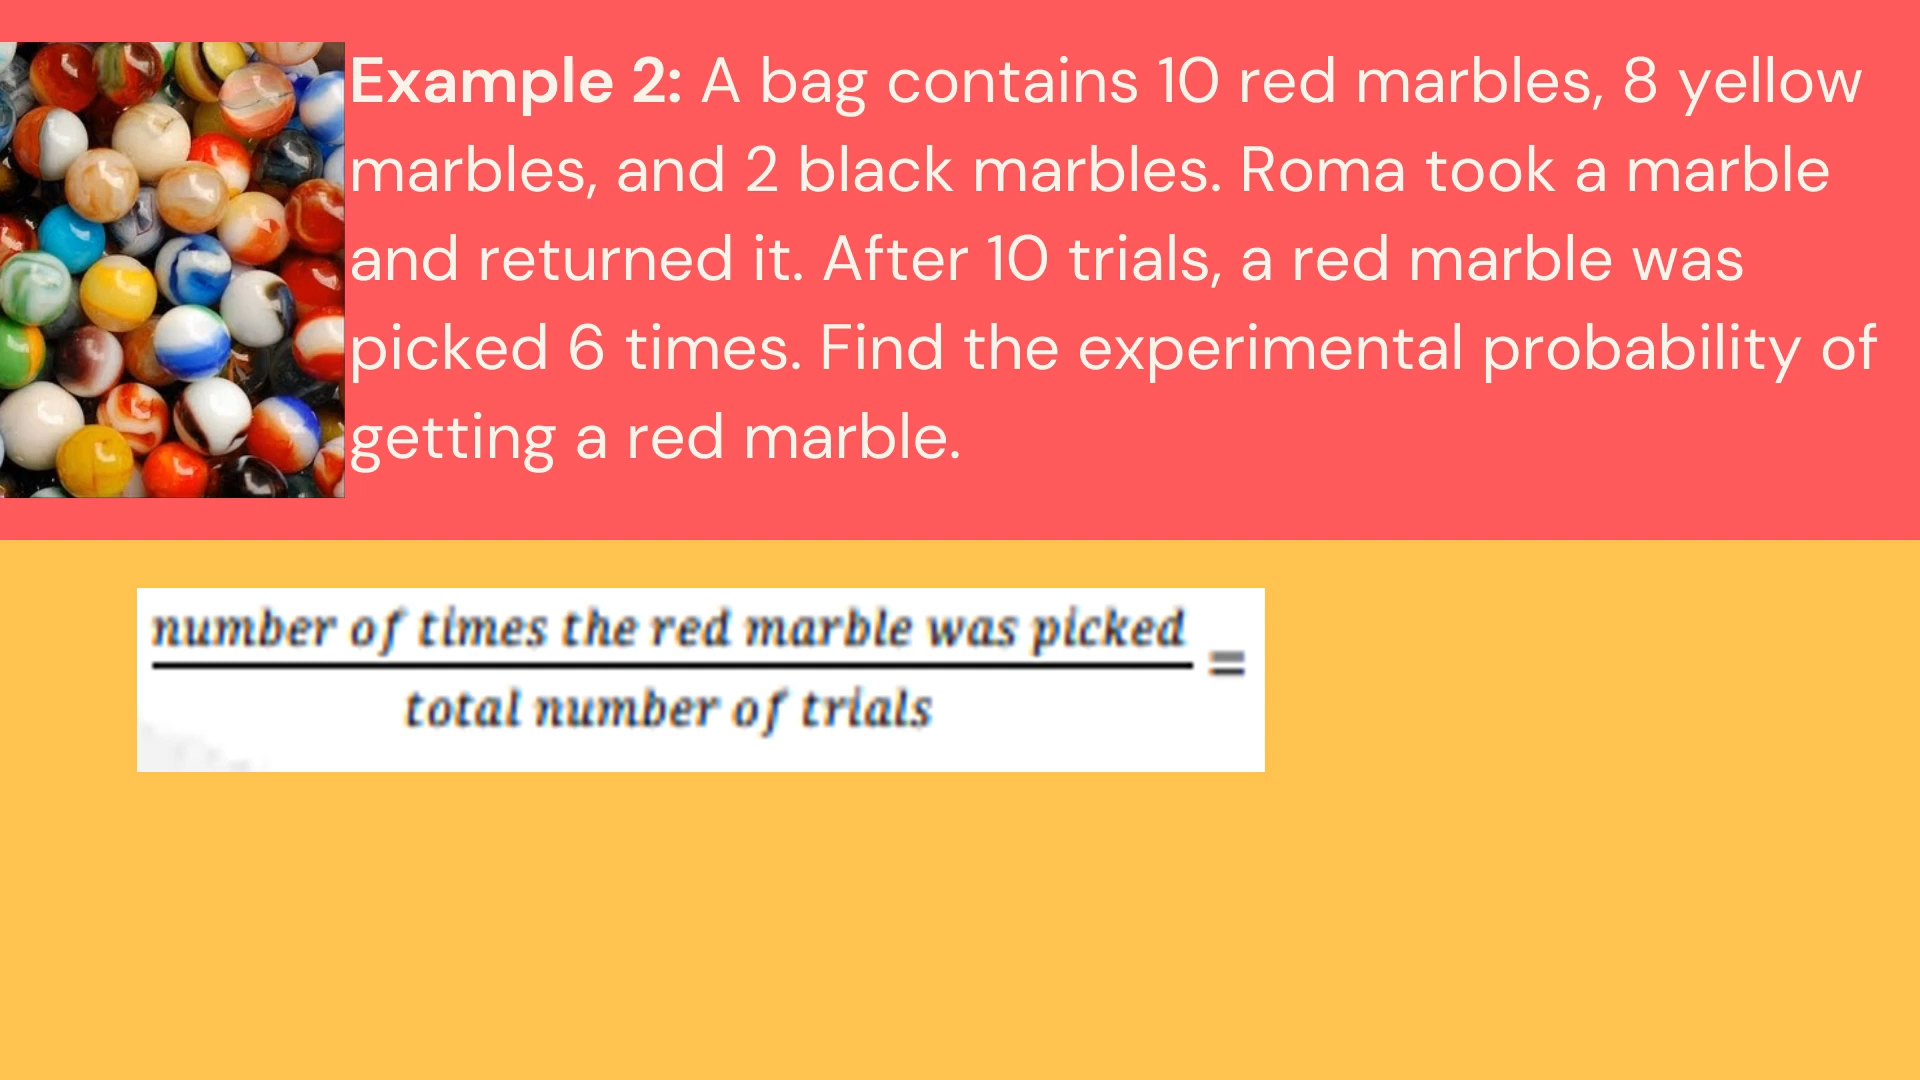 Example 2: A bag contains 10 red marbles, 8 yellow
marbles, and 2 black marbles. Roma took a marble
and returned it. After 10 trials, a red marble was
picked 6 times. Find the experimental probability of
getting a red marble.
number of times the red marble was picked
=
total number of trials